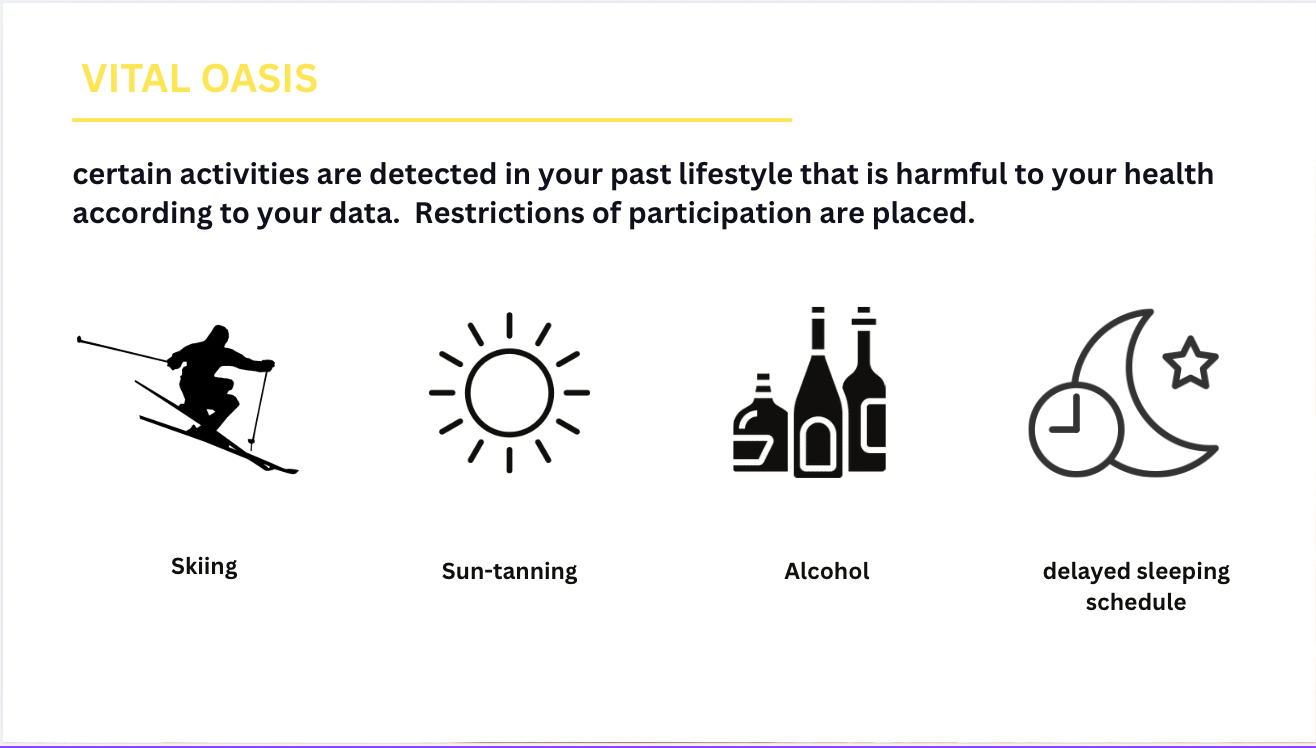 VITAL OASIS
certain activities are detected in your past lifestyle that is harmful to your health
according to your data.  Restrictions of participation are placed.
Skiing
Sun-tanning
Alcohol
delayed sleeping
schedule